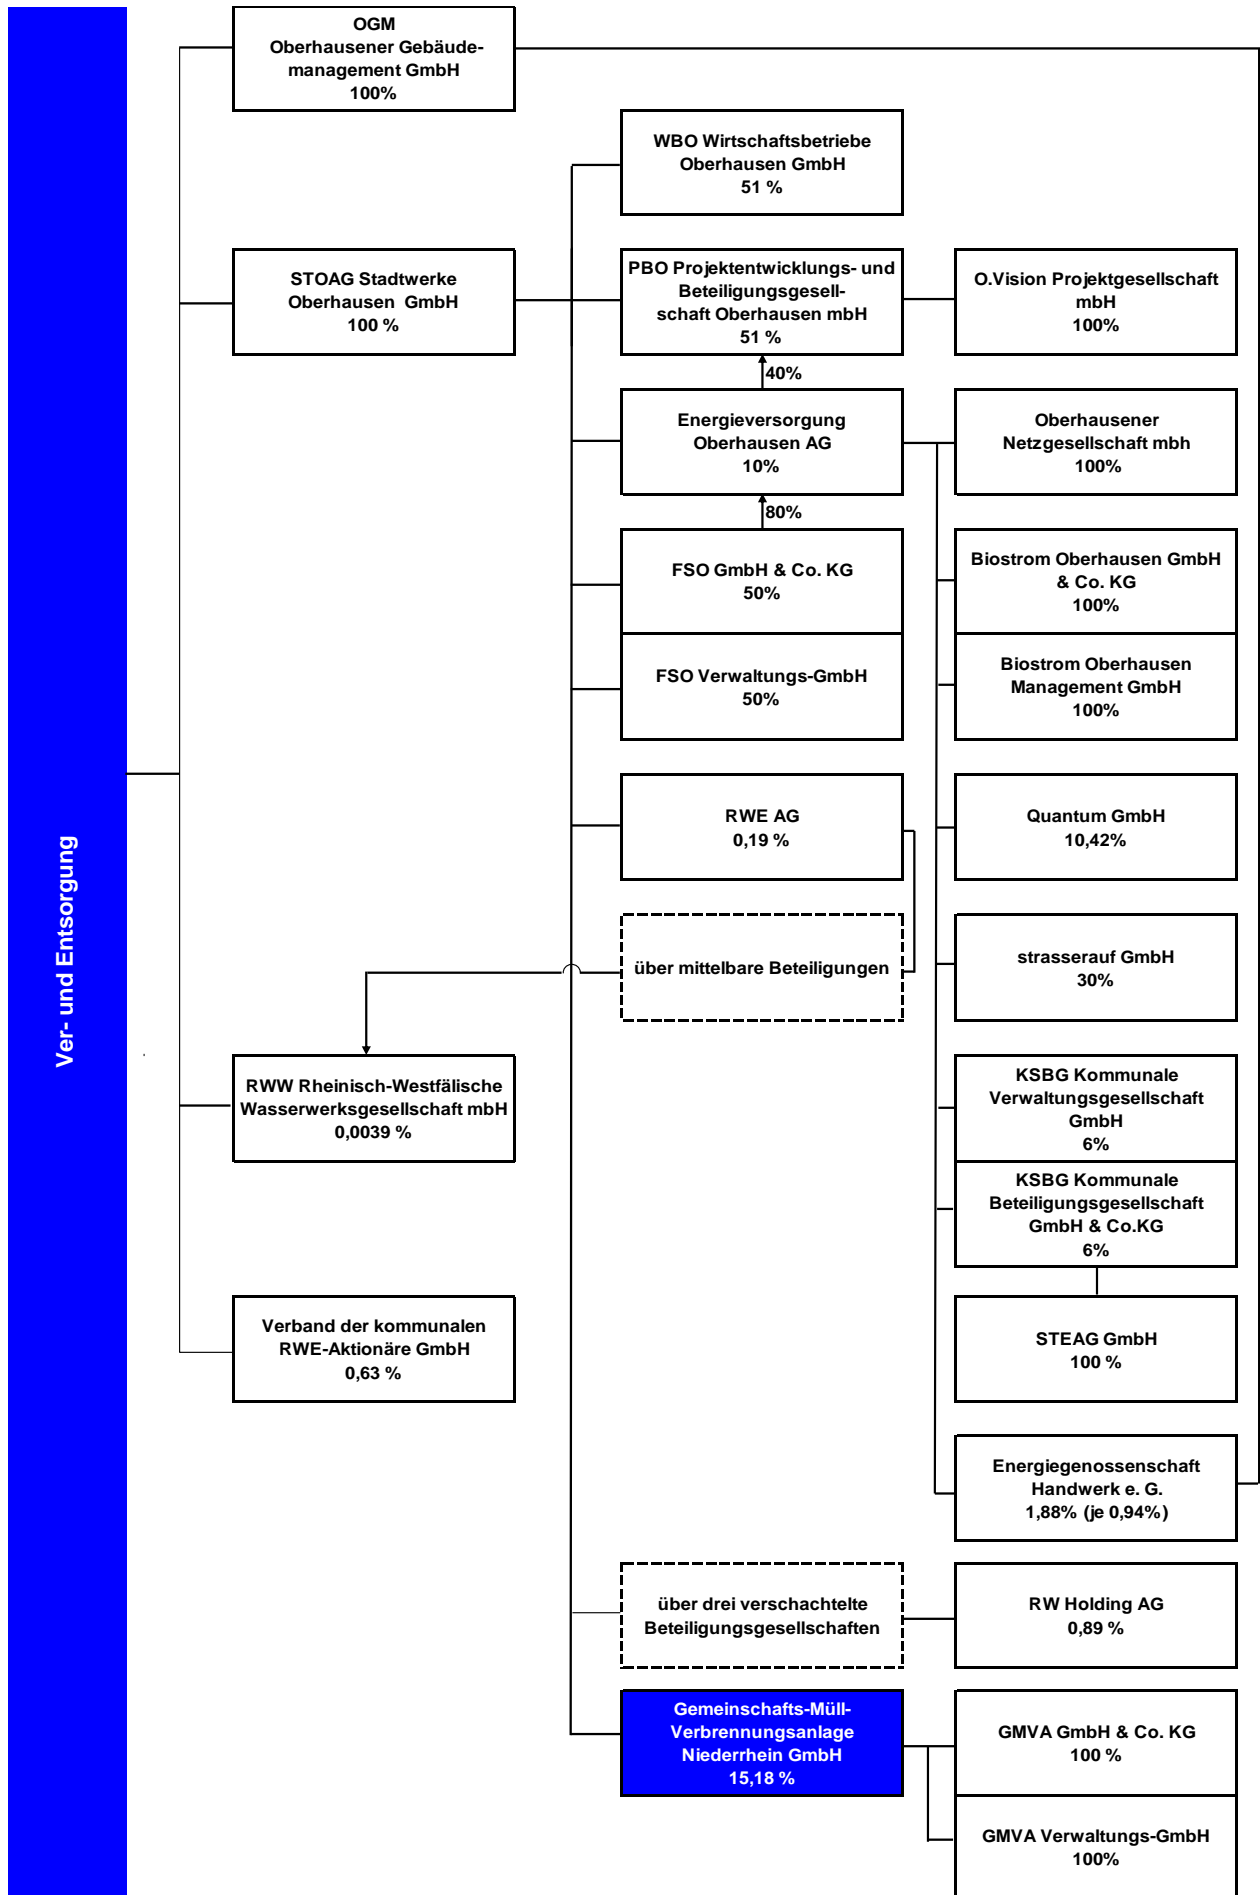 Ver- und Entsorgung
OGM
Oberhausener Gebäude-
management GmbH
100%
STOAG Stadtwerke
Oberhausen GmbH
100 %
RWW Rheinisch-Westfälische
Wasserwerksgesellschaft mbH
0,0039 %
Verband der kommunalen
RWE-Aktionäre GmbH
0,63 %
WBO Wirtschaftsbetriebe
Oberhausen GmbH
51 %
PBO Projektentwicklungs- und
Beteiligungsgesell-
schaft Oberhausen mbH
51 %
40%
Energieversorgung
Oberhausen AG
10%
80%
FSO GmbH & Co. KG
50%
FSO Verwaltungs-GmbH
50%
RWE AG
0,19 %
über mittelbare Beteiligungen
über drei verschachtelte
Beteiligungsgesellschaften
Gemeinschafts-Müll-
Verbrennungsanlage
Niederrhein GmbH
15,18 %
O.Vision Projektgesellschaft
mbH
100%
Oberhausener
Netzgesellschaft mbh
100%
Biostrom Oberhausen GmbH
& Co. KG
100%
Biostrom Oberhausen
Management GmbH
100%
Quantum GmbH
10,42%
strasserauf GmbH
30%
KSBG Kommunale
Verwaltungsgesellschaft
GmbH
6%
KSBG Kommunale
Beteiligungsgesellschaft
GmbH & Co.KG
6%
STEAG GmbH
100 %
Energiegenossenschaft
Handwerk e. G.
1,88% (je 0,94%)
RW Holding AG
0,89 %
GMVA GmbH & Co. KG
100 %
GMVA Verwaltungs-GmbH
100%